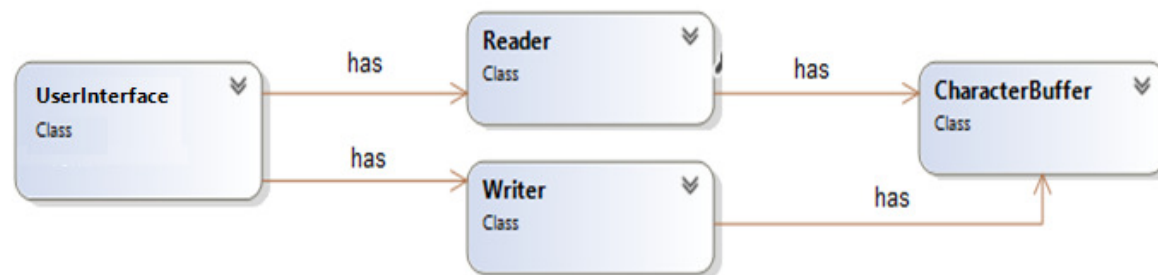 UserInterface
Class
has
has
Reader
Class
Writer
Class
has
has
CharacterBuffer
Class